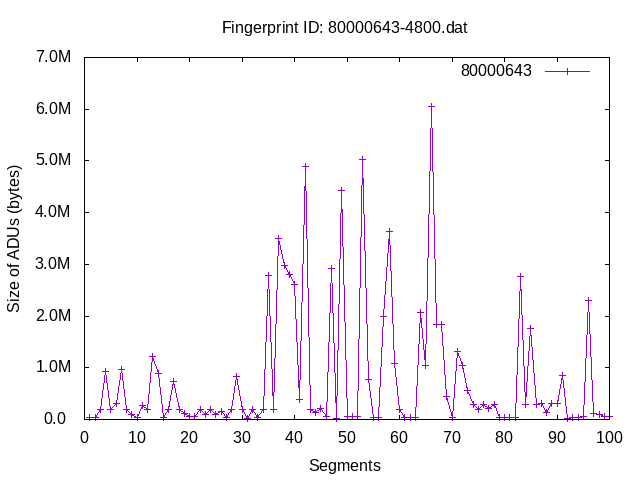 Fingerprint ID: 80000643-4800.dat
80000643
7.0M
6.0M
5.0M
4.0M
3.0M
2.0M
1.0M
0.0
Size of ADUs (bytes)
0 10 20 30 40 50 60 70 80 90 100
Segments